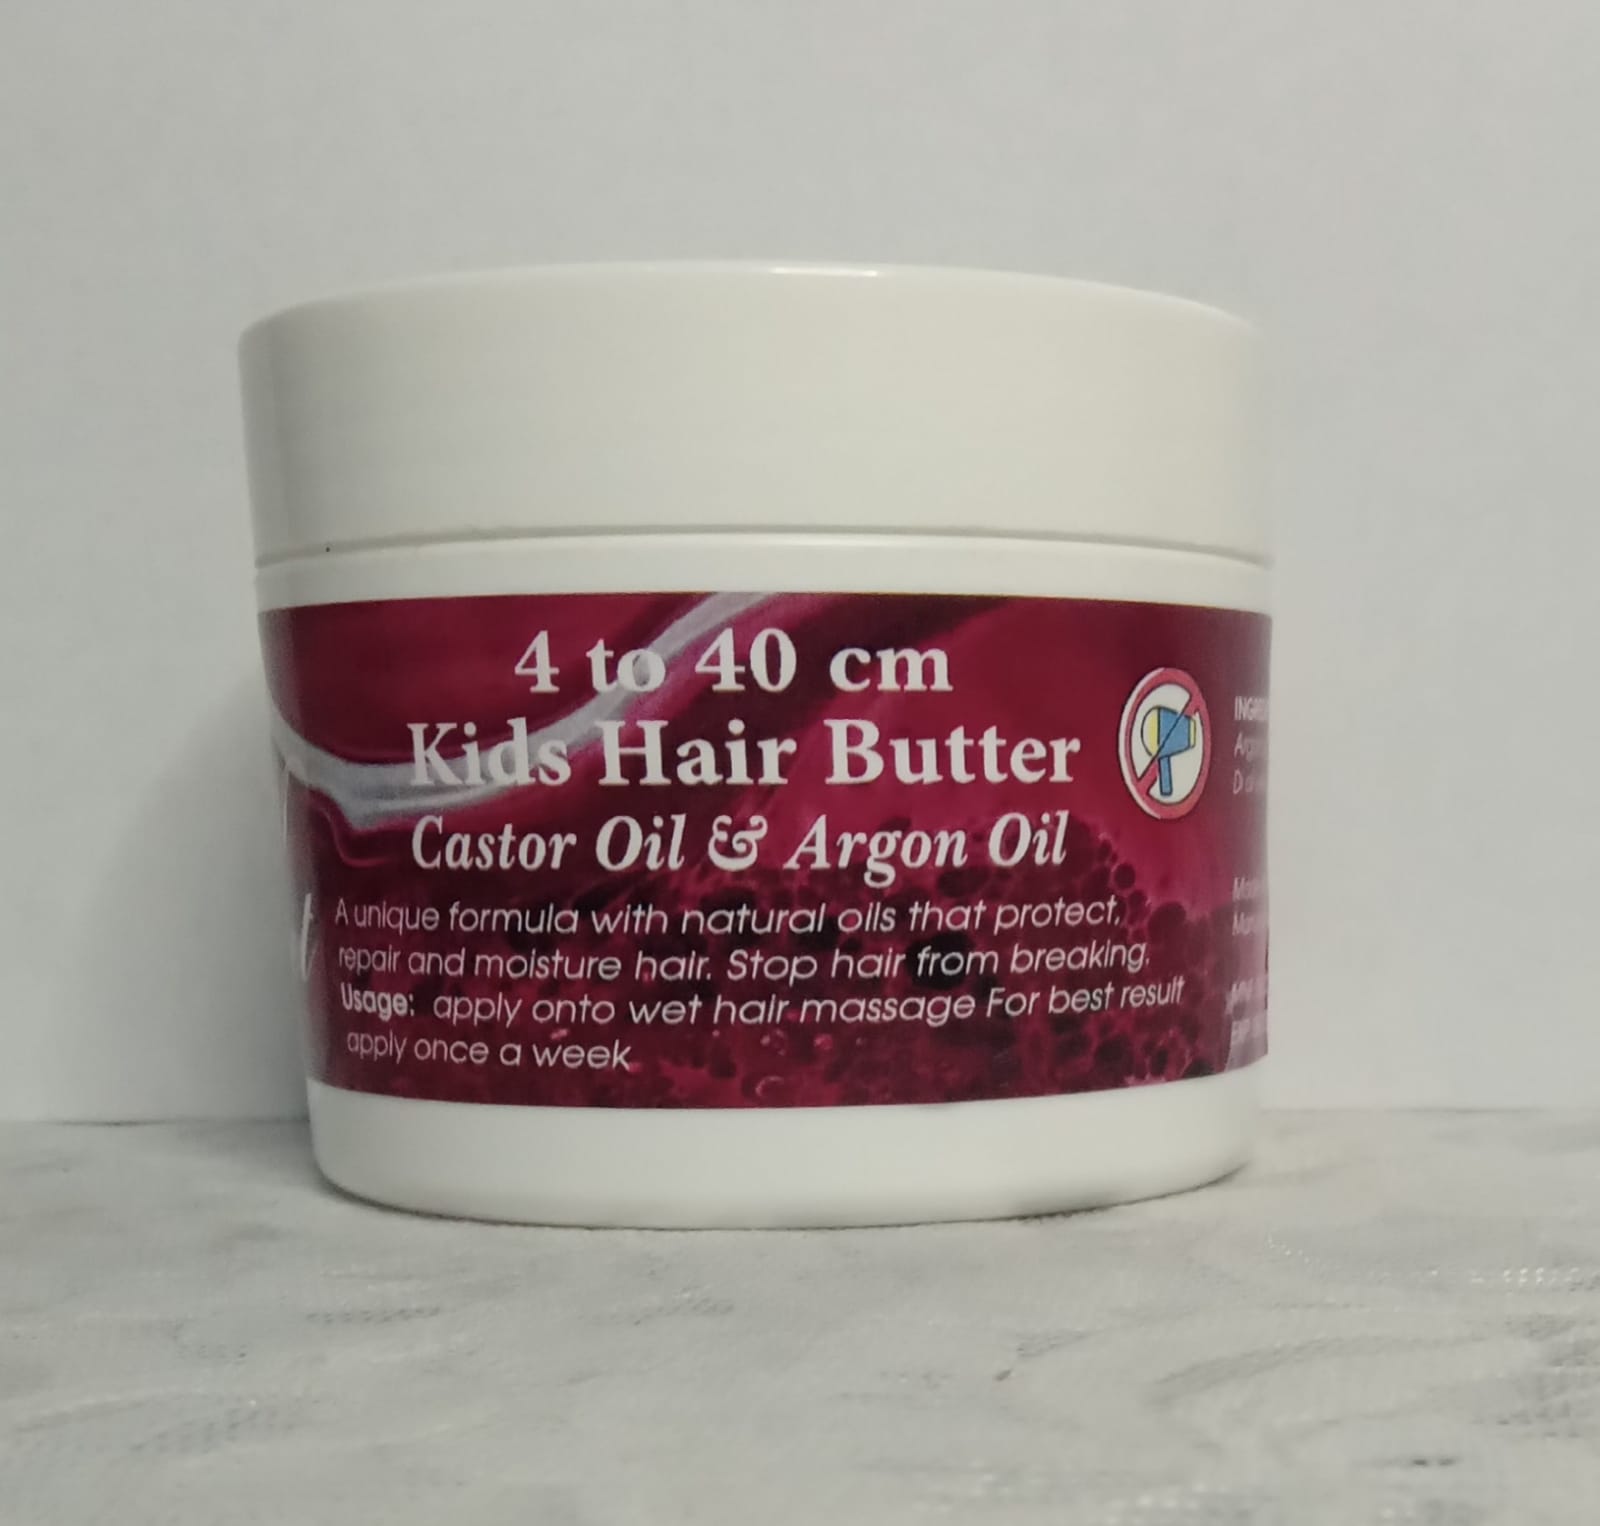 4 to 40 cm
Kids Hair Butter
Castor Oil & Argon Oil
A unique formula with natural oils that protect,
repair and moisture hair. Stop hair from breaking.
Usage: apply onto wet hair massage For best result
apply once a week